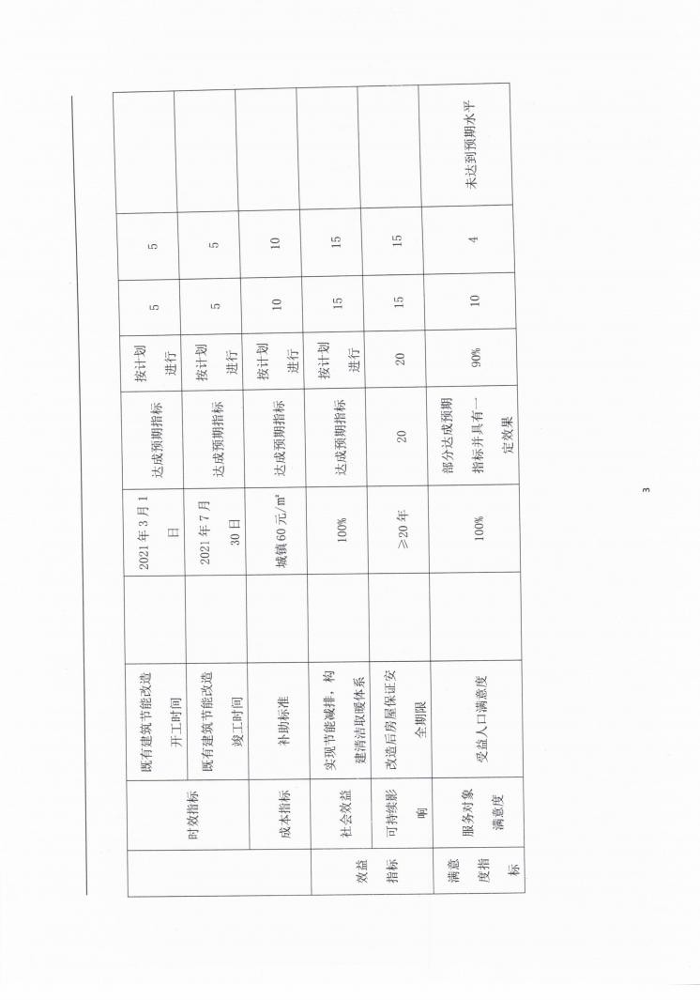 时效指标
既有建筑节能改造
开工时间
2021年3月1
日
达成预期指标
按计划
进行
5
5
既有建筑节能改造
竣工时间
2021年7月
30日
达成预期指标
按计划
进行
5
5
成本指标
补助标准
城镇60元/㎡
达成预期指标
按计划
进行
10
10
效益
指标
社会效益
实现节能减排，构
建清洁取暖体系
100%
达成预期指标
按计划
进行
15
15
可持续影
响
改造后房屋保证安
全期限
≥20年
20
20
15
15
满意
度指
标
服务对象
满意度
受益人口满意度
100%
部分达成预期
指标并具有一
定效果
90%
10
4
未达到预期水平
3